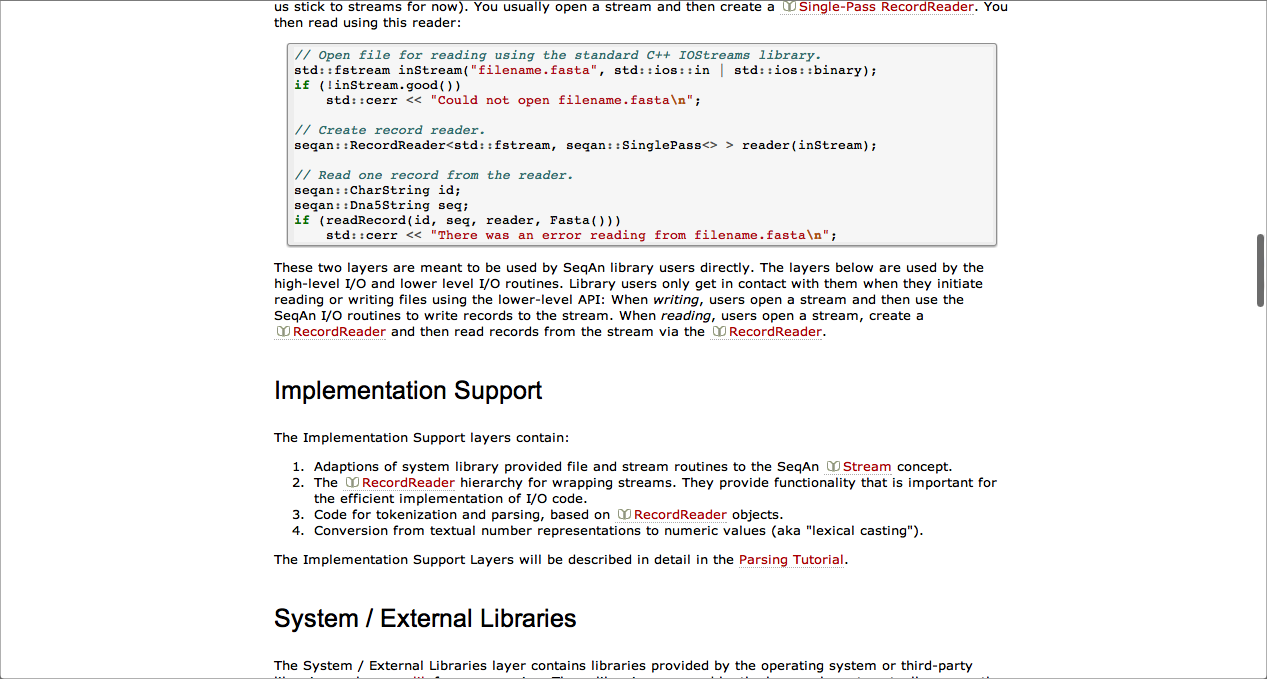 us stick to streams for now). You usually open a stream and then create a Single-Pass RecordReader. You
then read using this reader:
// Open file for reading using the standard C++ IOStreams library.
std::fstream inStream("filename.fasta", std::ios::in | std::ios::binary);
if (!inStream.good())
    std::cerr << "Could not open filename.fasta\n";
// Create record reader.
seqan::RecordReader<std::fstream, seqan::SinglePass<> > reader(inStream);
// Read one record from the reader.
seqan::CharString id;
seqan::Dna5String seq;
if (readRecord(id, seq, reader, Fasta()))
    std::cerr << "There was an error reading from filename.fasta\n";
These two layers are meant to be used by SeqAn library users directly. The layers below are used by the
high-level I/O and lower level I/O routines. Library users only get in contact with them when they initiate
reading or writing files using the lower-level API: When writing, users open a stream and then use the
SeqAn I/O routines to write records to the stream. When reading, users open a stream, create a
RecordReader and then read records from the stream via the RecordReader.
Implementation Support
The Implementation Support layers contain:
1. Adaptions of system library provided file and stream routines to the SeqAn Stream concept.
2. The RecordReader hierarchy for wrapping streams. They provide functionality that is important for
the efficient implementation of I/O code.
3. Code for tokenization and parsing, based on RecordReader objects.
4. Conversion from textual number representations to numeric values (aka "lexical casting").
The Implementation Support Layers will be described in detail in the Parsing Tutorial.
System / External Libraries
The System / External Libraries layer contains libraries provided by the operating system or third-party